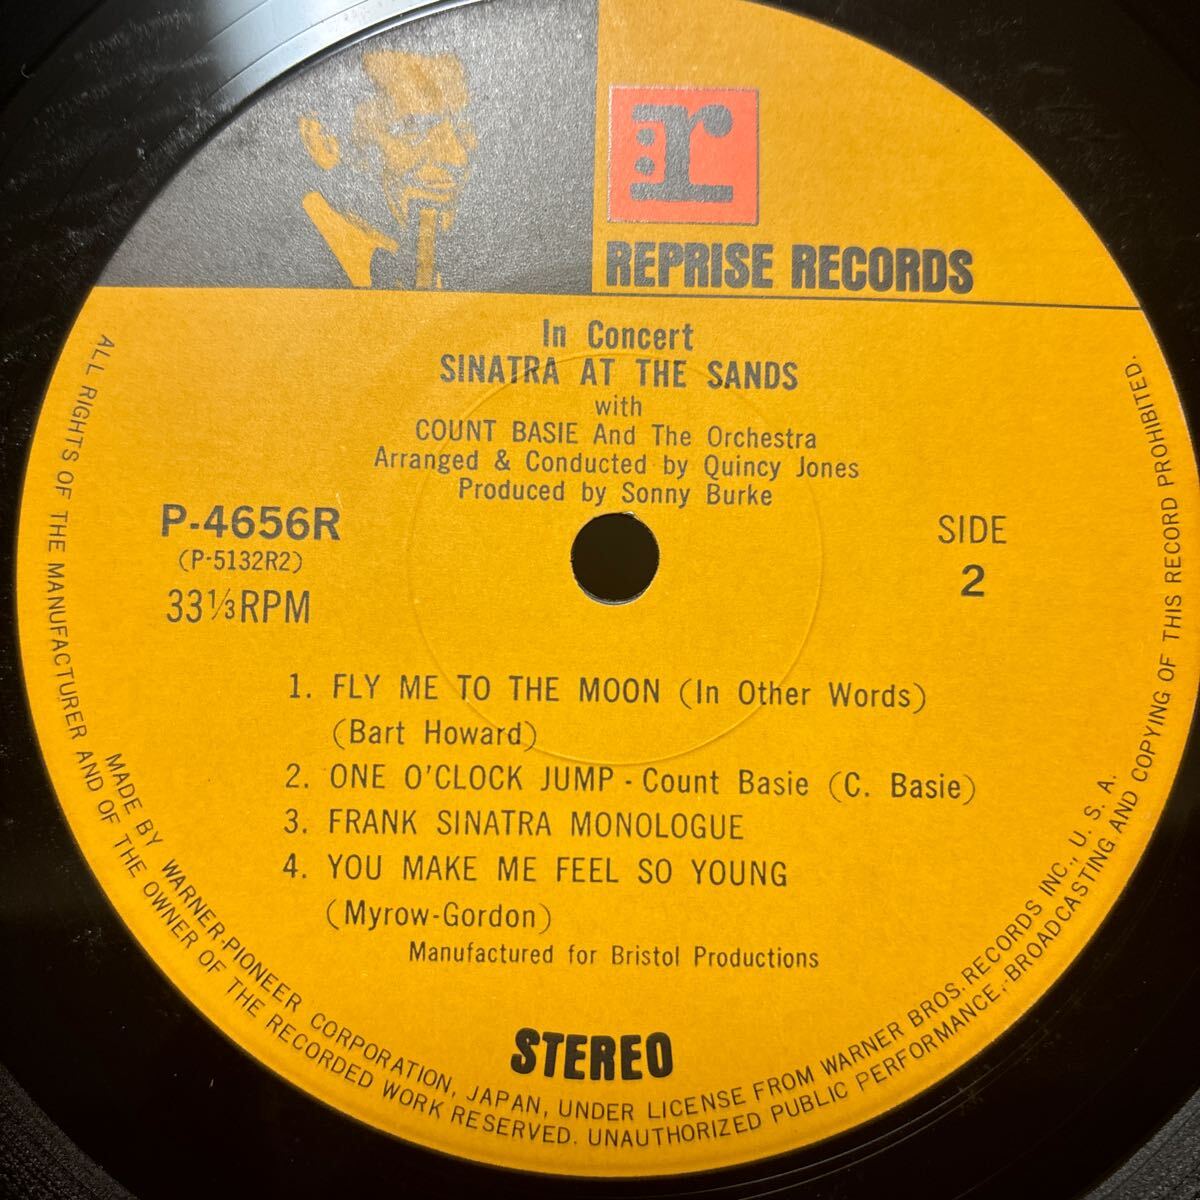 r
REPRISE RECORDS
In Concert
SINATRA AT THE SANDS
with
COUNT BASIE And The Orchestra
Arranged & Conducted by Quincy Jones
Produced by Sonny Burke
P-4656R
(P-5132R2)
33⅓RPM
SIDE
2
1. FLY ME TO THE MOON (In Other Words)
(Bart Howard)
2. ONE O'CLOCK JUMP - Count Basie (C. Basie)
3. FRANK SINATRA MONOLOGUE
4. YOU MAKE ME FEEL SO YOUNG
(Myrow-Gordon)
Manufactured for Bristol Productions
STEREO
MADE BY WARNER-PIONEER CORPORATION, JAPAN, UNDER LICENSE FROM WARNER BROS. RECORDS INC., U. S. A.
ALL RIGHTS OF THE MANUFACTURER AND OF THE OWNER OF THE RECORDED WORK RESERVED. UNAUTHORIZED PUBLIC PERFORMANCE, BROADCASTING AND COPYING OF THIS RECORD PROHIBITED.